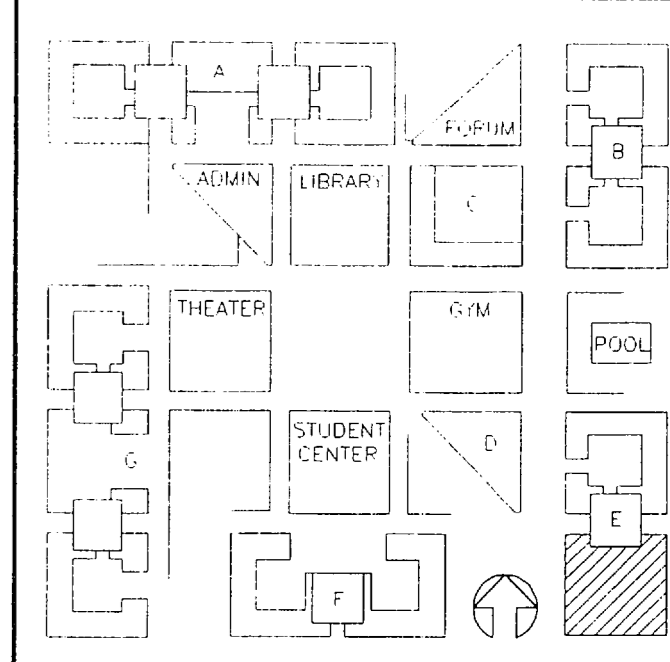 A
FORUM
B
ADMIN
LIBRARY
C
THEATER
GYM
POOL
G
STUDENT
CENTER
D
E
F